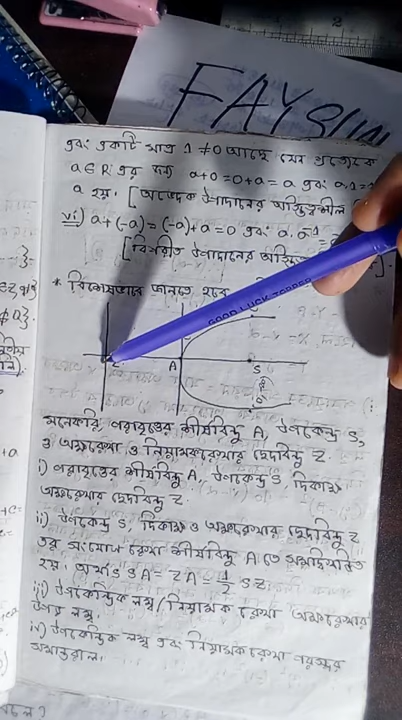 FAYSUN
এবং একটি মাত্র 1 ≠ 0 আছে যেন প্রত্যেক
a ∈ R এর জন্য a+0 = 0+a = a এবং a.1 =
a হয়। [অভেদক উপাদানের অস্তিত্বশীল
vi) a+(-a) = (-a)+a = 0 এবং a.a⁻¹ =
[বিপরীত উপাদানের অস্তিত্ব
* বিশেষভাবে জানতে হবে
GOOD LUCK TODAY
Z A S
মনেকরি পরাবৃত্তের শীর্ষবিন্দু A, উপকেন্দ্র S,
ও অক্ষরেখা ও নিয়ামকরেখার ছেদবিন্দু Z.
i) পরাবৃত্তের শীর্ষবিন্দু A, উপকেন্দ্র S, দিকাক্ষ
অক্ষরেখার ছেদবিন্দু Z.
ii) উপকেন্দ্র S, দিকাক্ষ ও অক্ষরেখার ছেদবিন্দু Z
এর সংযোগ রেখা শীর্ষবিন্দু A তে সমদ্বিখণ্ডিত
হয়। অর্থাৎ SA = ZA = 1/2 SZ
iii) উপকেন্দ্রিক লম্ব/নিয়ামক রেখা অক্ষরেখার
উপর লম্ব।
iv) উপকেন্দ্রিক লম্ব এবং নিয়ামক রেখা পরস্পর
সমান্তরাল।